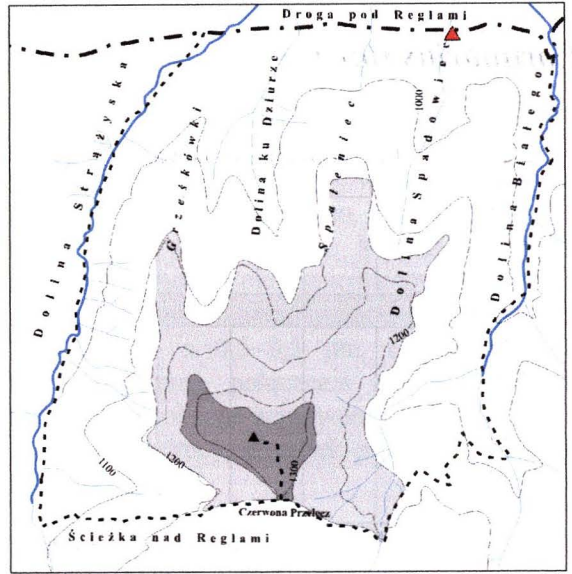 Droga pod Reglami
Dolina Strążyska
Grześkówki
Dolina ku Dziurze
Spaleniec
1000
Dolina Spadowiec
Dolina Białego
1200
1100
1200
1300
Czerwona Przełęcz
Ścieżka nad Reglami